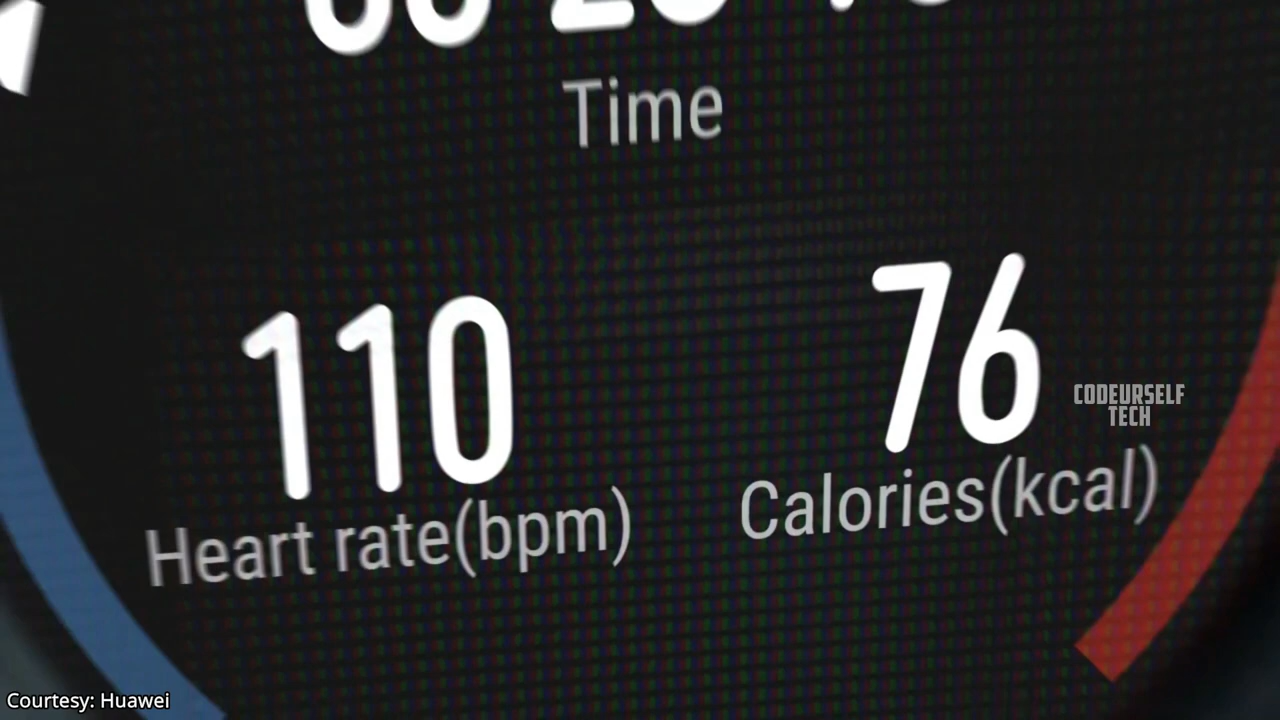 Time
110
76
Heart rate(bpm)
Calories(kcal)
CODEURSELF
TECH
Courtesy: Huawei